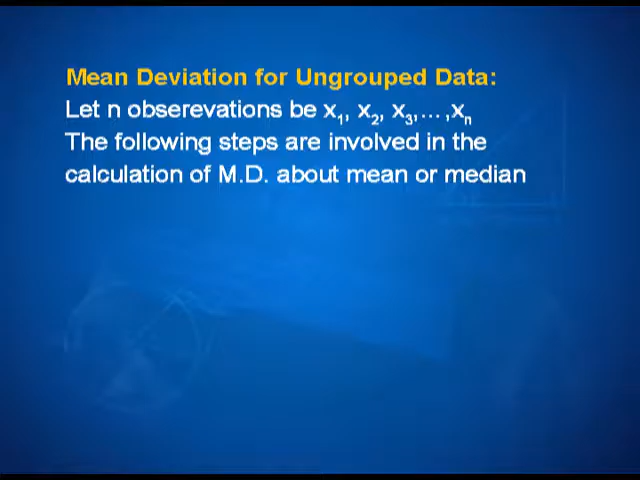 Mean Deviation for Ungrouped Data:
Let n obserevations be x₁, x₂, x₃,...,xₙ
The following steps are involved in the
calculation of M.D. about mean or median